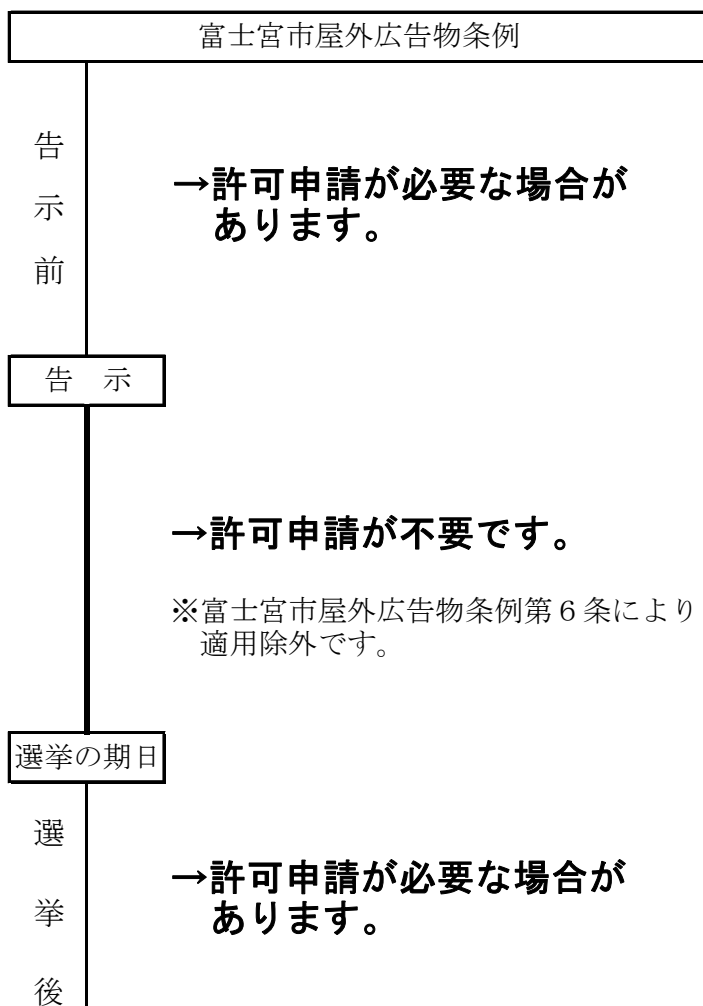 富士宮市屋外広告物条例
告示前
→許可申請が必要な場合が
あります。
告　示
→許可申請が不要です。
※富士宮市屋外広告物条例第６条により
適用除外です。
選挙の期日
選挙後
→許可申請が必要な場合が
あります。